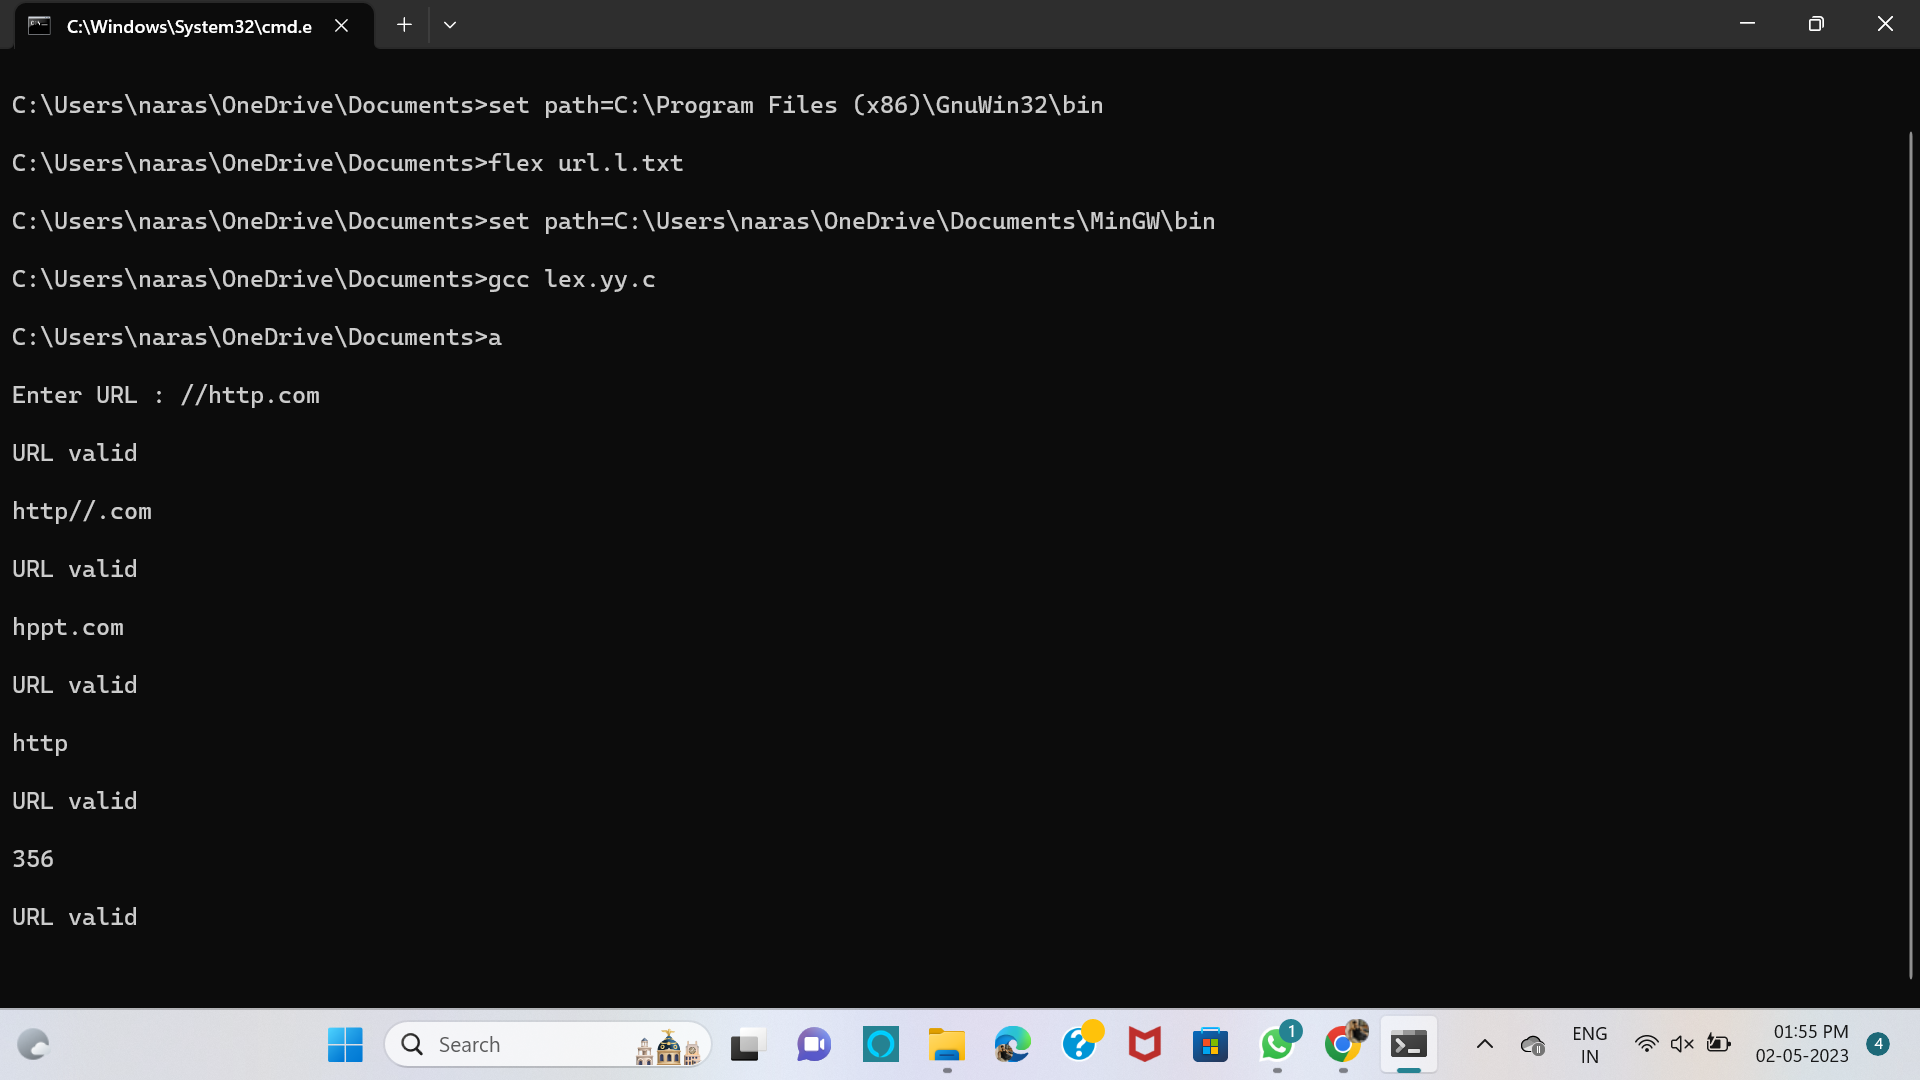 C:\Windows\System32\cmd.e
C:\Users\naras\OneDrive\Documents>set path=C:\Program Files (x86)\GnuWin32\bin
C:\Users\naras\OneDrive\Documents>flex url.l.txt
C:\Users\naras\OneDrive\Documents>set path=C:\Users\naras\OneDrive\Documents\MinGW\bin
C:\Users\naras\OneDrive\Documents>gcc lex.yy.c
C:\Users\naras\OneDrive\Documents>a
Enter URL : //http.com
URL valid
http//.com
URL valid
hppt.com
URL valid
http
URL valid
356
URL valid
Search
1
ENG
IN
01:55 PM
02-05-2023
4